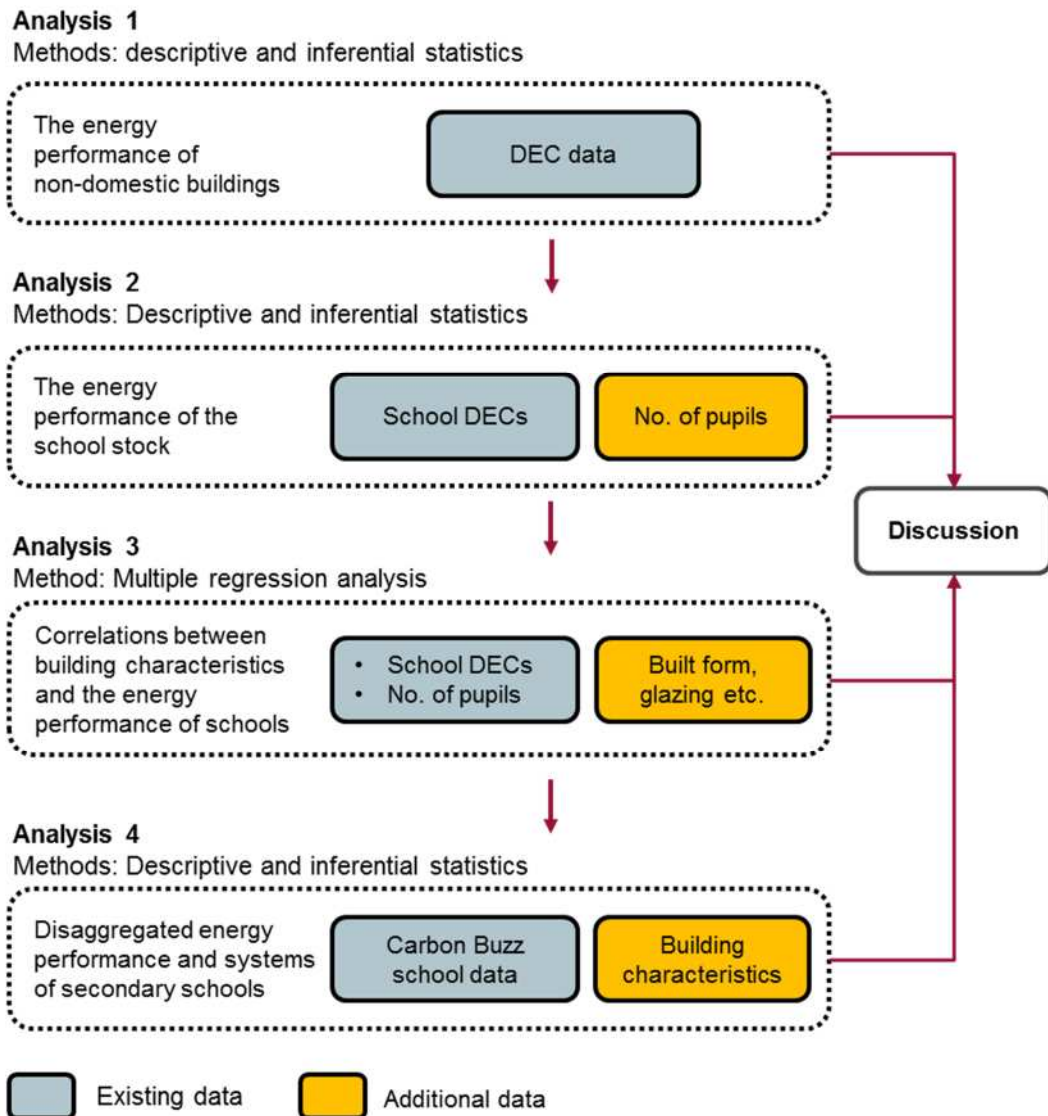 Analysis 1
Methods: descriptive and inferential statistics
The energy
performance of
non-domestic buildings
DEC data
Analysis 2
Methods: Descriptive and inferential statistics
The energy
performance of the
school stock
School DECs
No. of pupils
Discussion
Analysis 3
Method: Multiple regression analysis
Correlations between
building characteristics
and the energy
performance of schools
• School DECs
• No. of pupils
Built form,
glazing etc.
Analysis 4
Methods: Descriptive and inferential statistics
Disaggregated energy
performance and systems
of secondary schools
Carbon Buzz
school data
Building
characteristics
Existing data
Additional data